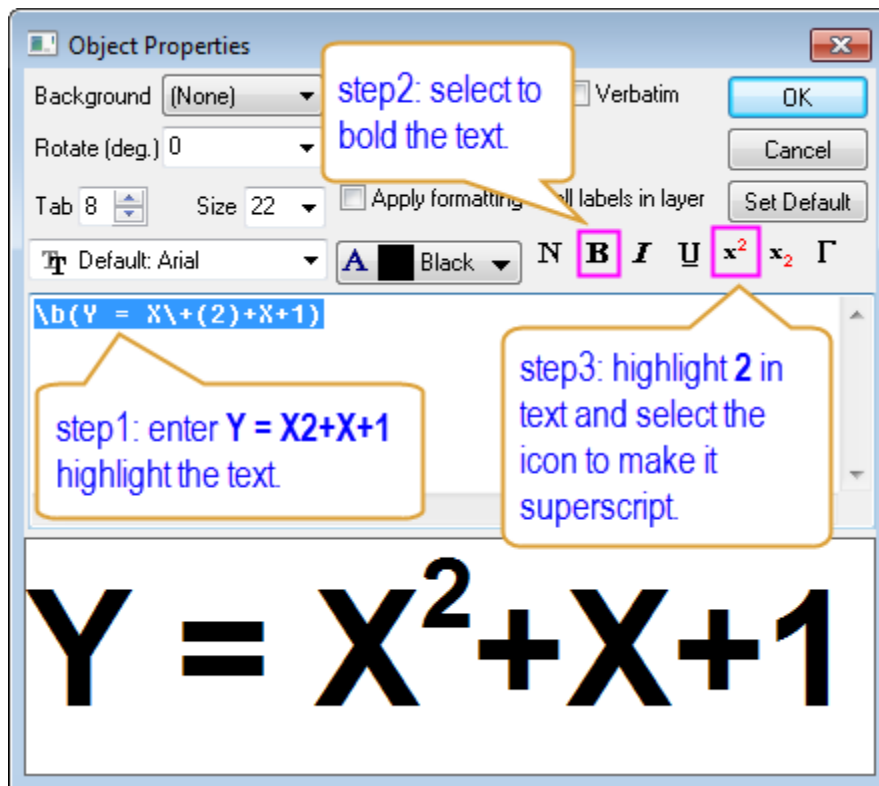 Object Properties
Background (None)
Verbatim
OK
Rotate (deg.) 0
Cancel
Tab 8 Size 22
Apply formatting ll labels in layer
Set Default
Default: Arial
A Black N B I U x² x₂ Γ
\b(Y = X\+(2)+X+1)
step2: select to
bold the text.
step1: enter Y = X2+X+1
highlight the text.
step3: highlight 2 in
text and select the
icon to make it
superscript.
Y = X²+X+1